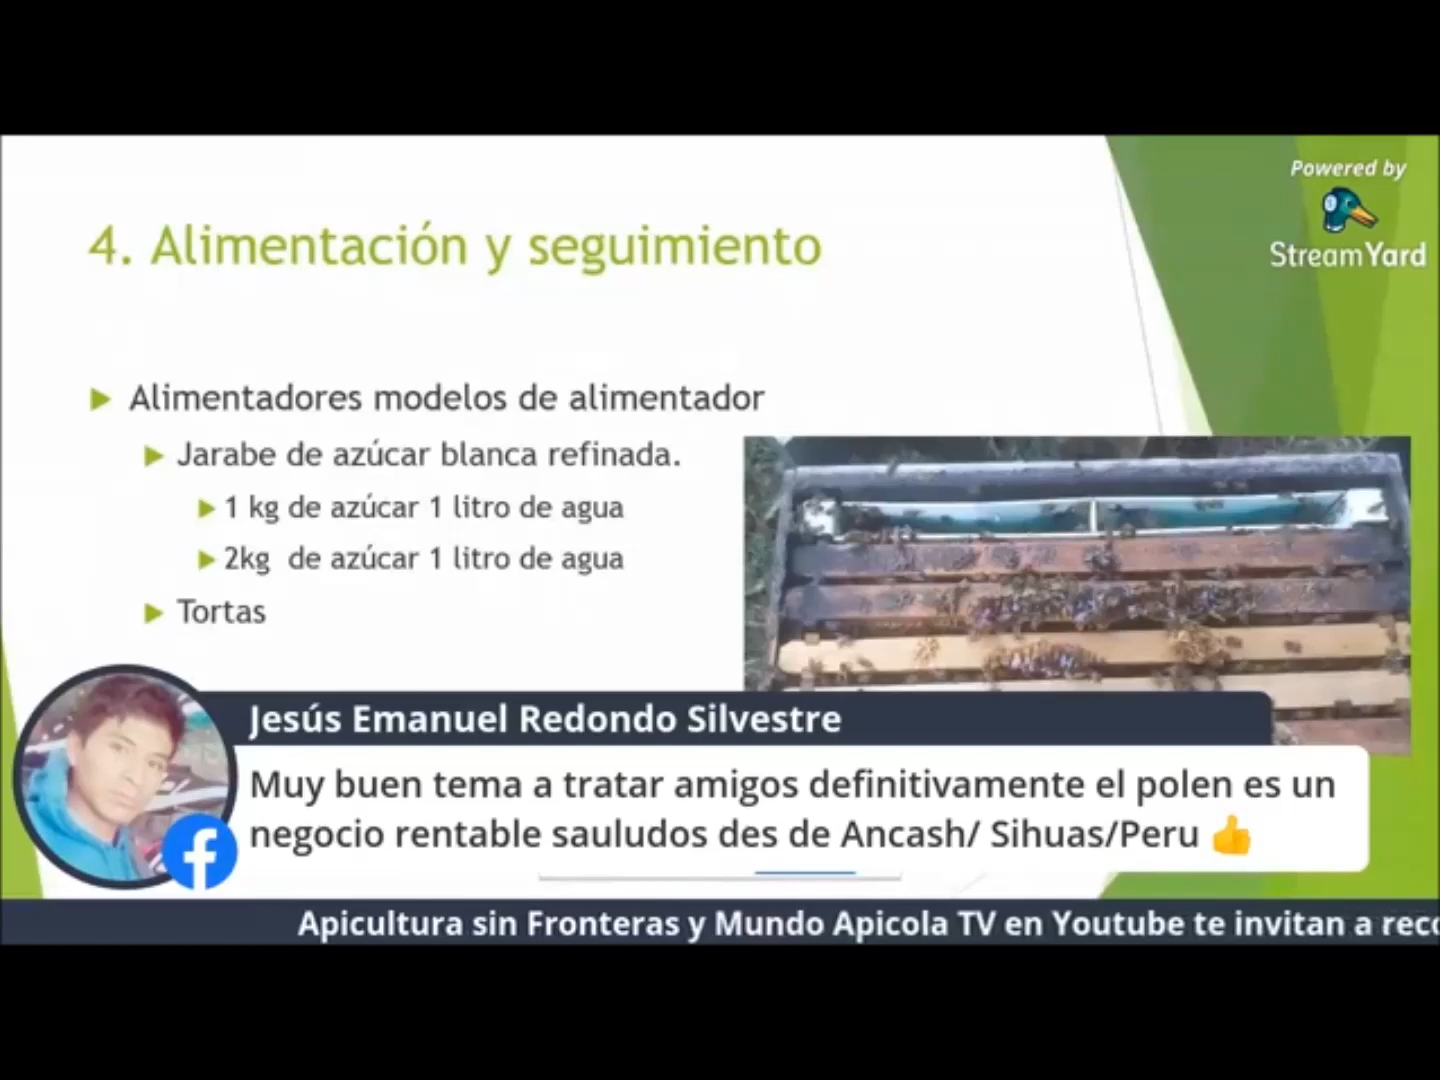 Powered by
StreamYard
4. Alimentación y seguimiento
Alimentadores modelos de alimentador
Jarabe de azúcar blanca refinada.
1 kg de azúcar 1 litro de agua
2kg de azúcar 1 litro de agua
Tortas
Jesús Emanuel Redondo Silvestre
Muy buen tema a tratar amigos definitivamente el polen es un
negocio rentable sauludos des de Ancash/ Sihuas/Peru 👍
Apicultura sin Fronteras y Mundo Apicola TV en Youtube te invitan a reco